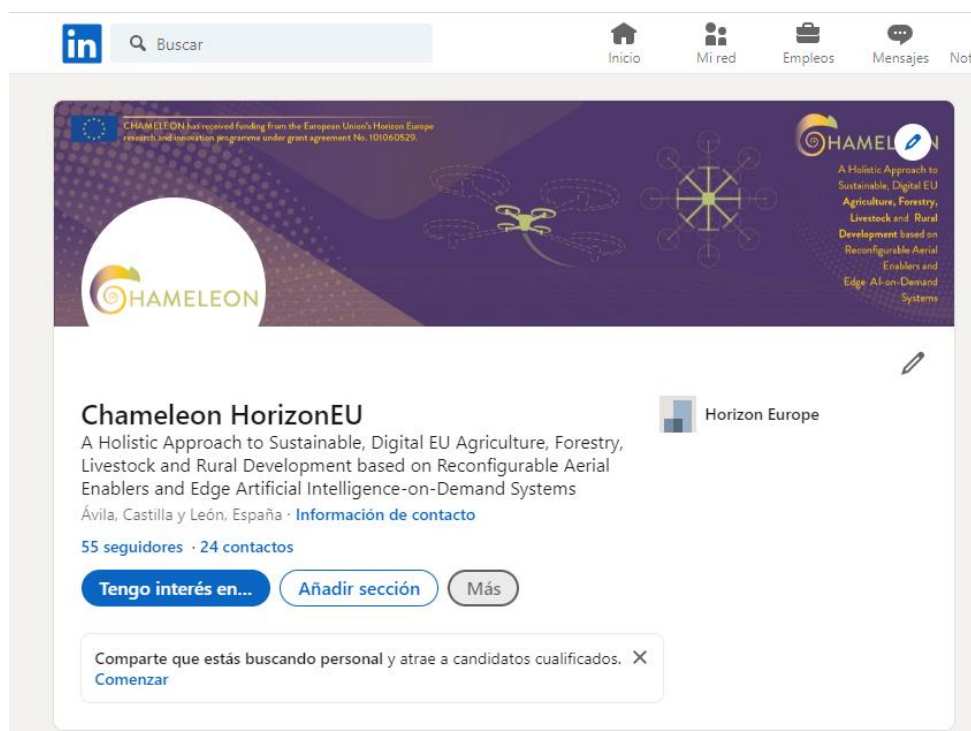 in
Buscar
Inicio
Mi red
Empleos
Mensajes
Not
CHAMELEON has received funding from the European Union's Horizon Europe
research and innovation programme under grant agreement No. 101060529.
HAMEL N
A Holistic Approach to
Sustainable, Digital EU
Agriculture, Forestry,
Livestock and Rural
Development based on
Reconfigurable Aerial
Enablers and
Edge AI-on-Demand
Systems
HAMELEON
Chameleon HorizonEU
Horizon Europe
A Holistic Approach to Sustainable, Digital EU Agriculture, Forestry,
Livestock and Rural Development based on Reconfigurable Aerial
Enablers and Edge Artificial Intelligence-on-Demand Systems
Ávila, Castilla y León, España · Información de contacto
55 seguidores · 24 contactos
Tengo interés en...
Añadir sección
Más
Comparte que estás buscando personal y atrae a candidatos cualificados.
Comenzar